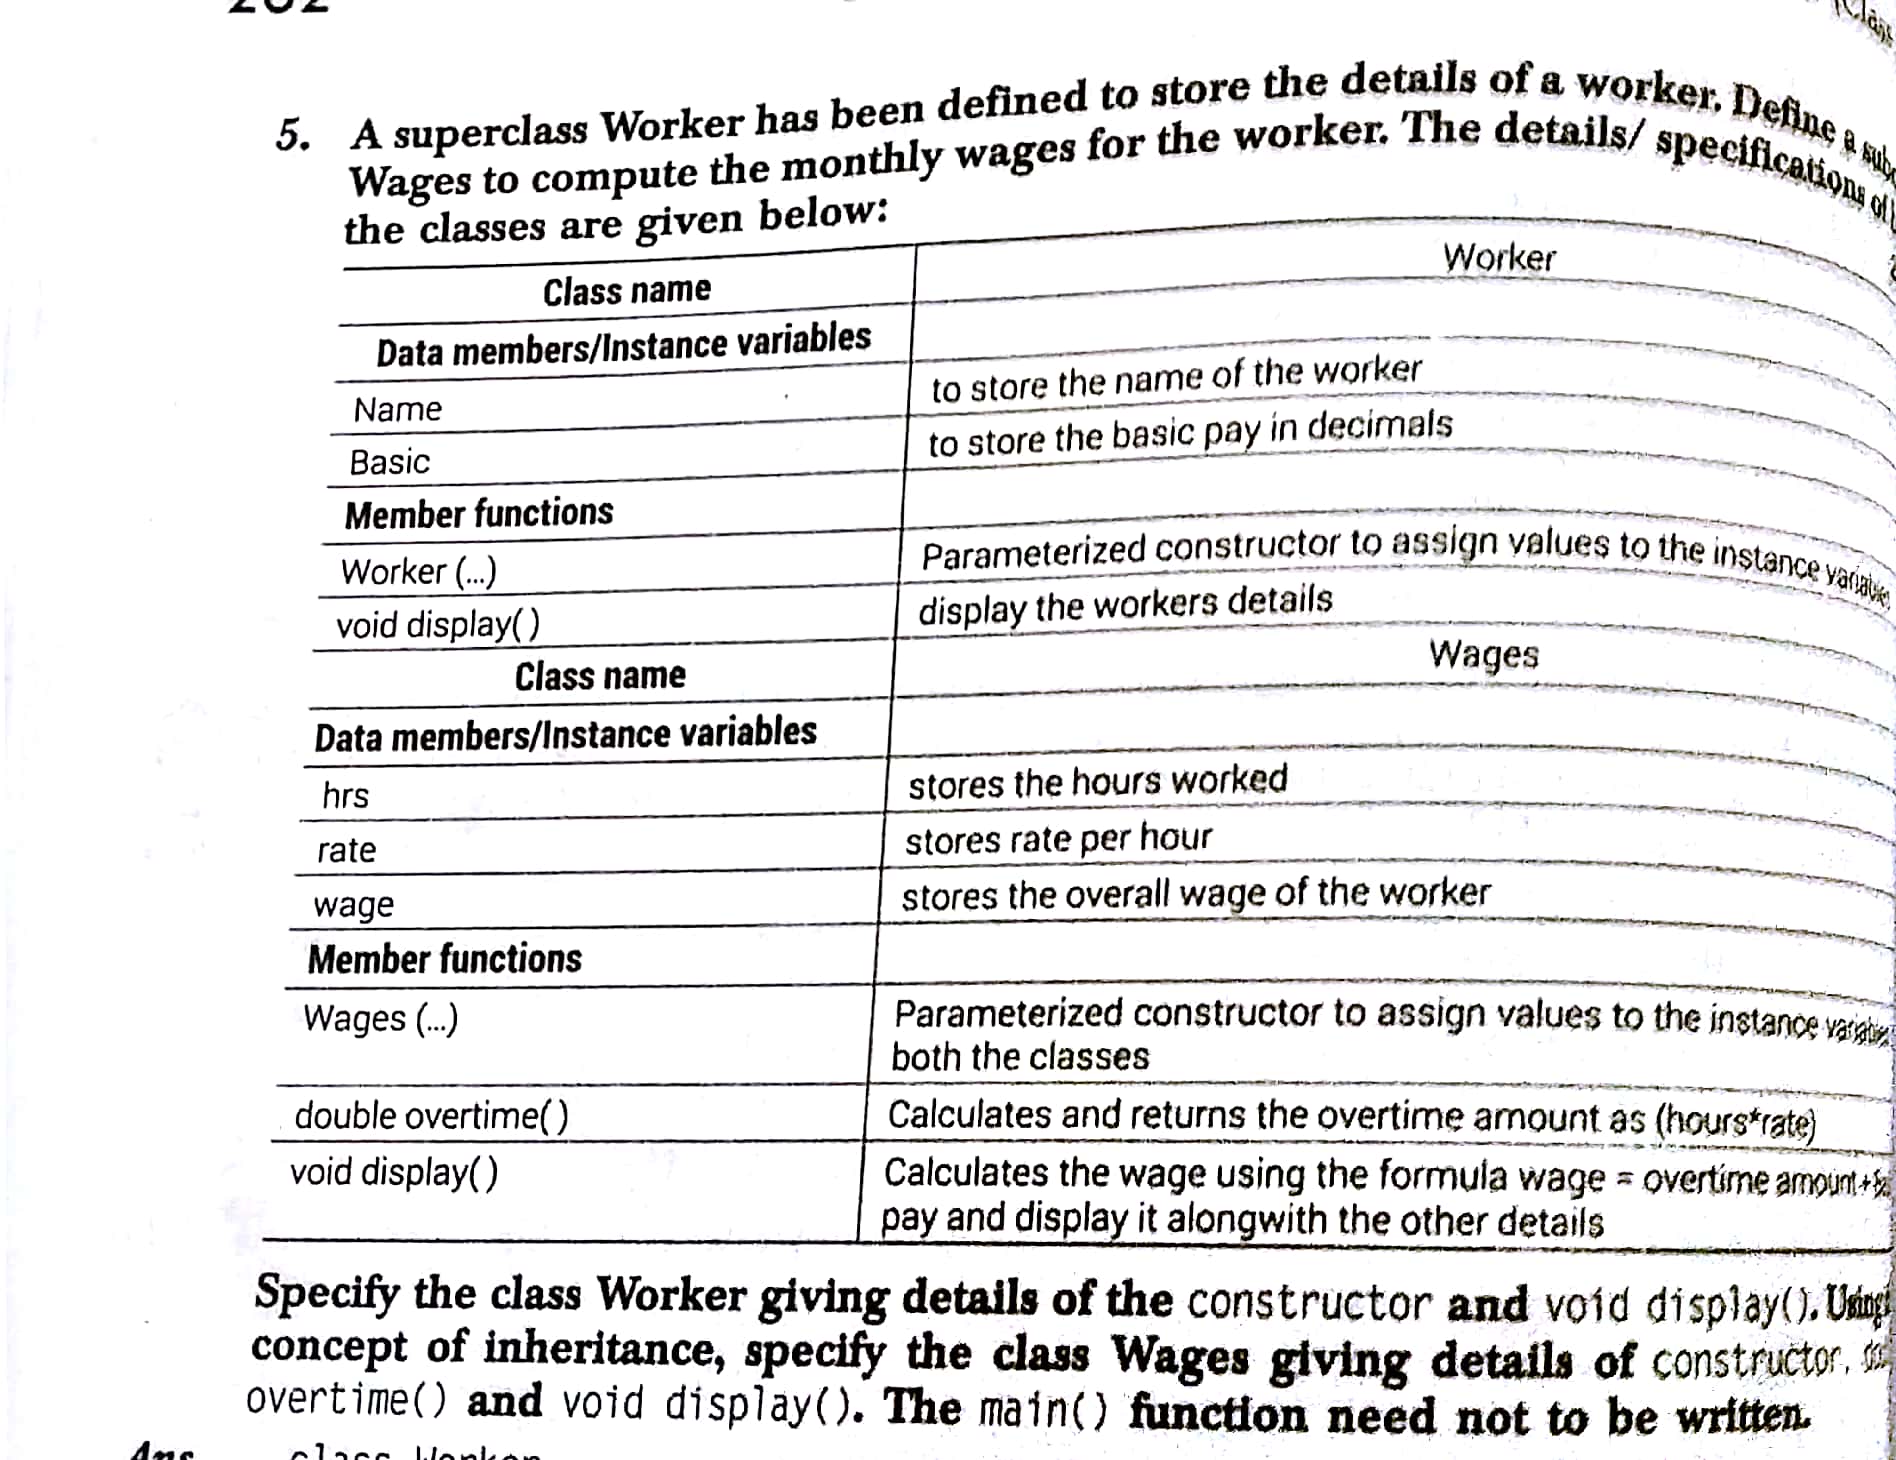 5. A superclass Worker has been defined to store the details of a worker. Define a
Wages to compute the monthly wages for the worker. The details/ specifications of
the classes are given below:
Class name Worker
Data members/Instance variables
Name to store the name of the worker
Basic to store the basic pay in decimals
Member functions
Worker (...) Parameterized constructor to assign values to the instance
void display( ) display the workers details
Class name Wages
Data members/Instance variables
hrs stores the hours worked
rate stores rate per hour
wage stores the overall wage of the worker
Member functions
Wages (...) Parameterized constructor to assign values to the instance
both the classes
double overtime( ) Calculates and returns the overtime amount as (hours*rate)
void display( ) Calculates the wage using the formula wage = overtime amount+
pay and display it alongwith the other details
Specify the class Worker giving details of the constructor and void display(). Using
concept of inheritance, specify the class Wages giving details of constructor,
overtime() and void display(). The main() function need not to be written.
Ans class Worker